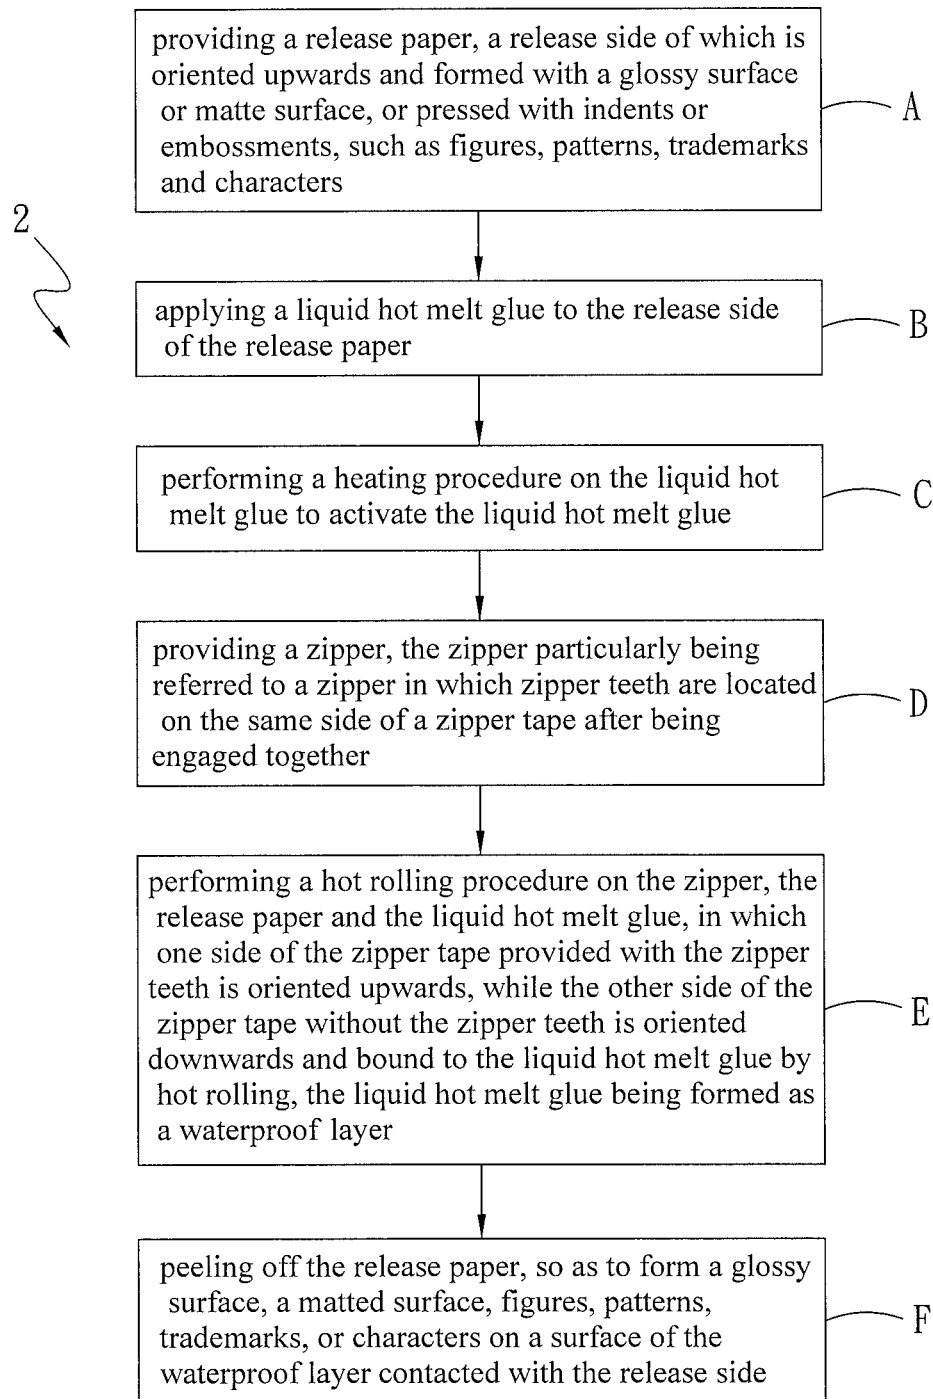 providing a release paper, a release side of which is
oriented upwards and formed with a glossy surface
or matte surface, or pressed with indents or
embossments, such as figures, patterns, trademarks
and characters
A
2
applying a liquid hot melt glue to the release side
of the release paper
B
performing a heating procedure on the liquid hot
melt glue to activate the liquid hot melt glue
C
providing a zipper, the zipper particularly being
referred to a zipper in which zipper teeth are located
on the same side of a zipper tape after being
engaged together
D
performing a hot rolling procedure on the zipper, the
release paper and the liquid hot melt glue, in which
one side of the zipper tape provided with the zipper
teeth is oriented upwards, while the other side of the
zipper tape without the zipper teeth is oriented
downwards and bound to the liquid hot melt glue by
hot rolling, the liquid hot melt glue being formed as
a waterproof layer
E
peeling off the release paper, so as to form a glossy
surface, a matted surface, figures, patterns,
trademarks, or characters on a surface of the
waterproof layer contacted with the release side
F